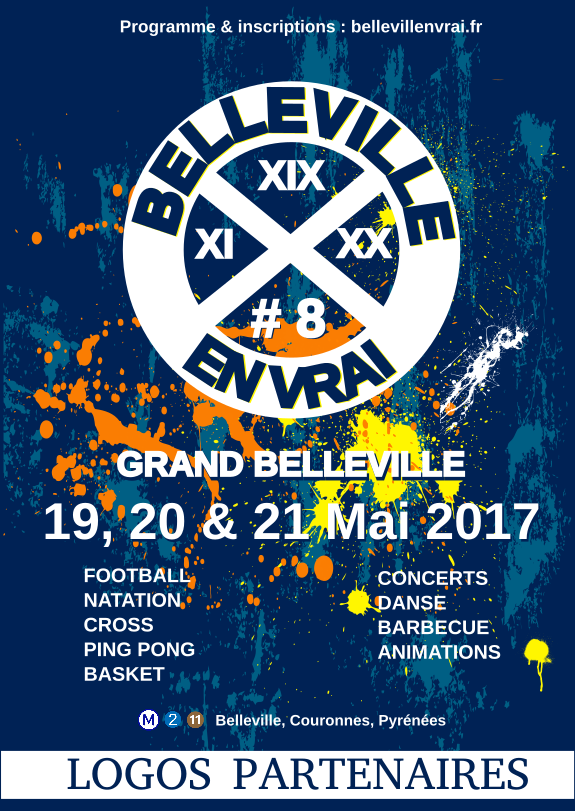 Programme & inscriptions : bellevillenvrai.fr
BELLEVILLE
XIX
XI XX
# 8
EN VRAI
GRAND BELLEVILLE
19, 20 & 21 Mai 2017
FOOTBALL
NATATION
CROSS
PING PONG
BASKET
CONCERTS
DANSE
BARBECUE
ANIMATIONS
M 2 11 Belleville, Couronnes, Pyrénées
LOGOS PARTENAIRES